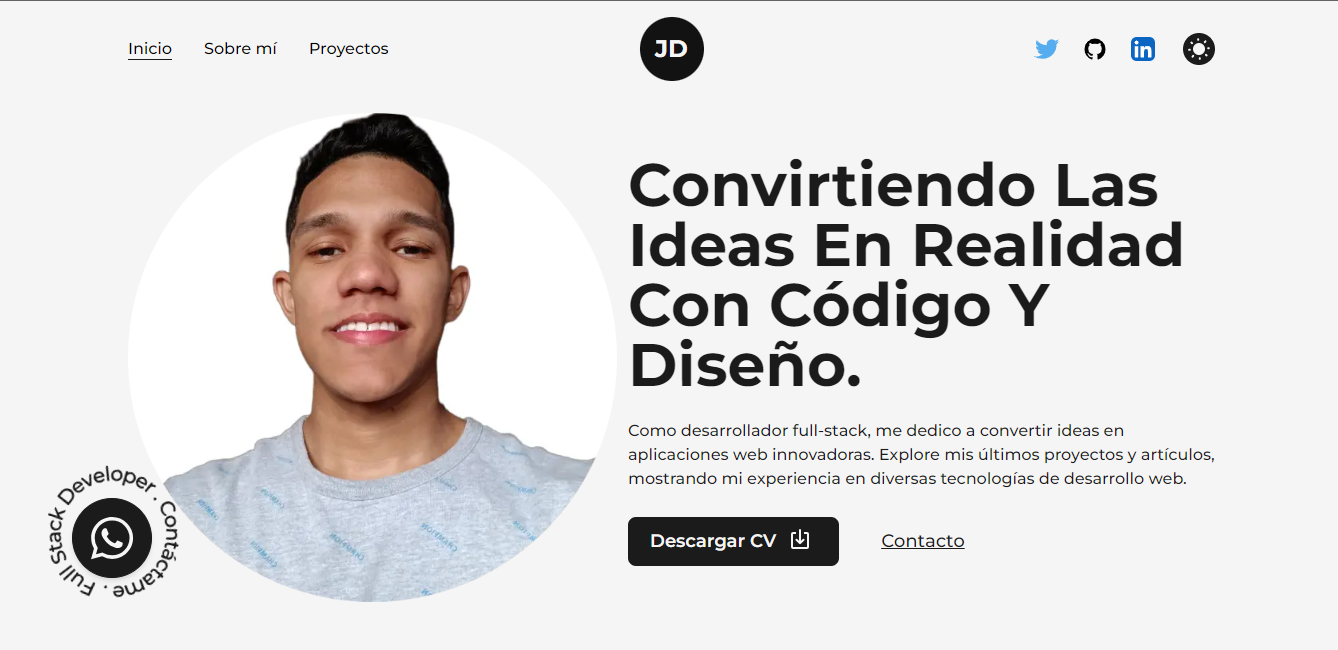 Inicio Sobre mí Proyectos
JD
in
Convirtiendo Las
Ideas En Realidad
Con Código Y
Diseño.
Como desarrollador full-stack, me dedico a convertir ideas en
aplicaciones web innovadoras. Explore mis últimos proyectos y artículos,
mostrando mi experiencia en diversas tecnologías de desarrollo web.
Descargar CV
Contacto
Full Stack Developer . Contáctame .